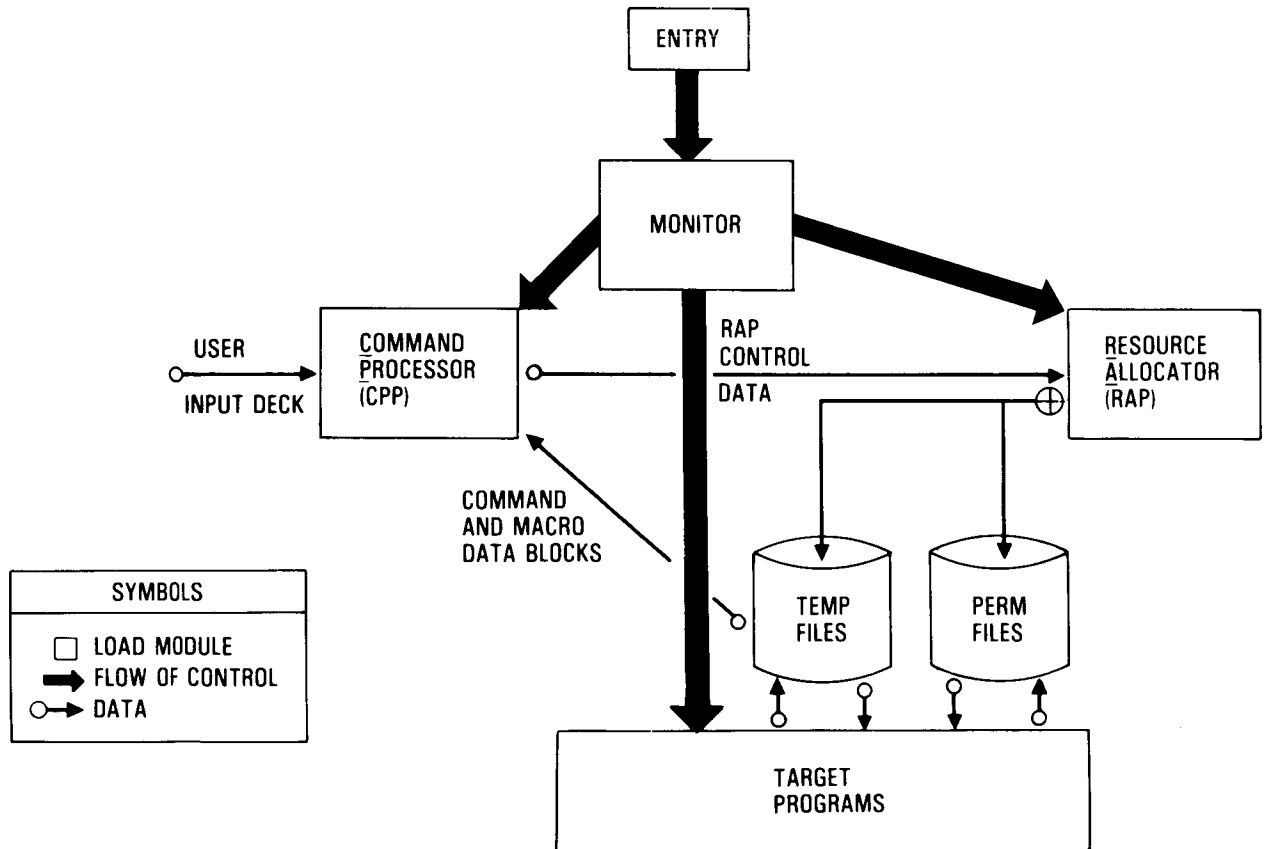 ENTRY
MONITOR
USER
INPUT DECK
COMMAND
PROCESSOR
(CPP)
RAP
CONTROL
DATA
RESOURCE
ALLOCATOR
(RAP)
COMMAND
AND MACRO
DATA BLOCKS
TEMP
FILES
PERM
FILES
SYMBOLS
LOAD MODULE
FLOW OF CONTROL
DATA
TARGET
PROGRAMS